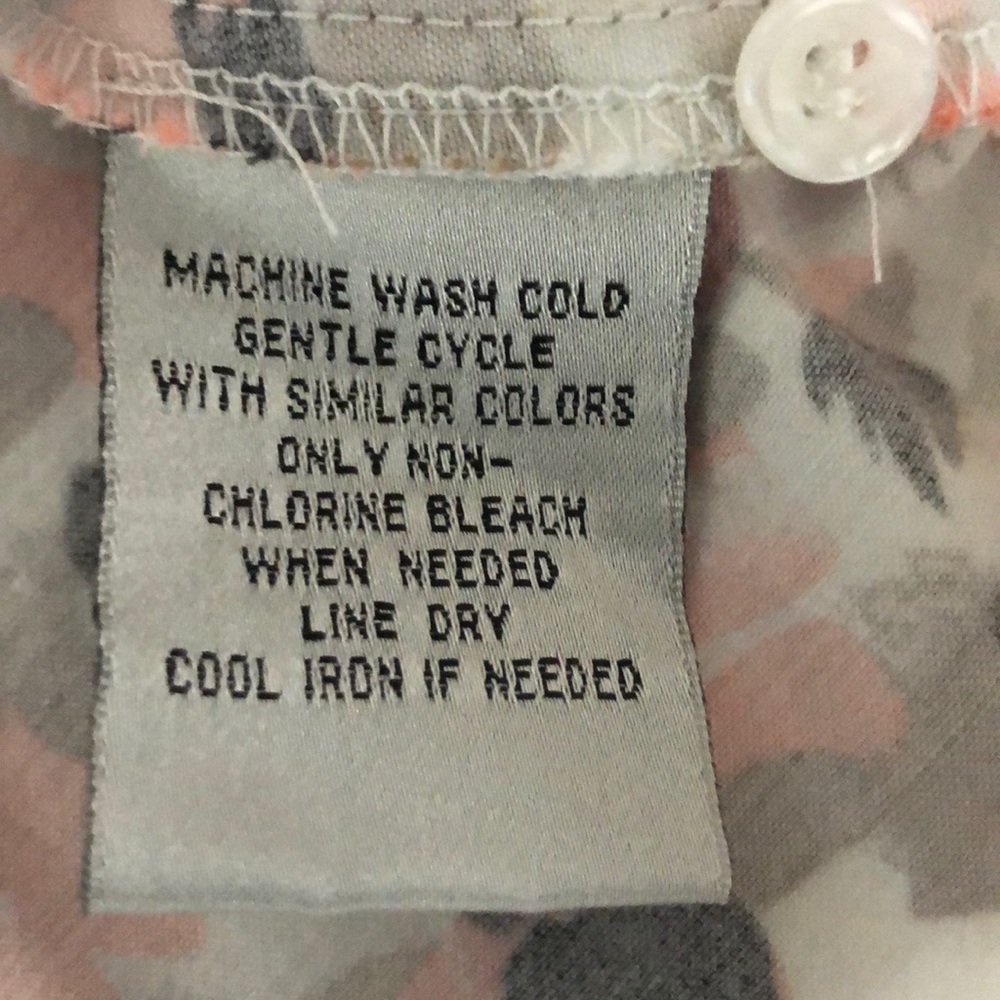 MACHINE WASH COLD
GENTLE CYCLE
WITH SIMILAR COLORS
ONLY NON-
CHLORINE BLEACH
WHEN NEEDED
LINE DRY
COOL IRON IF NEEDED